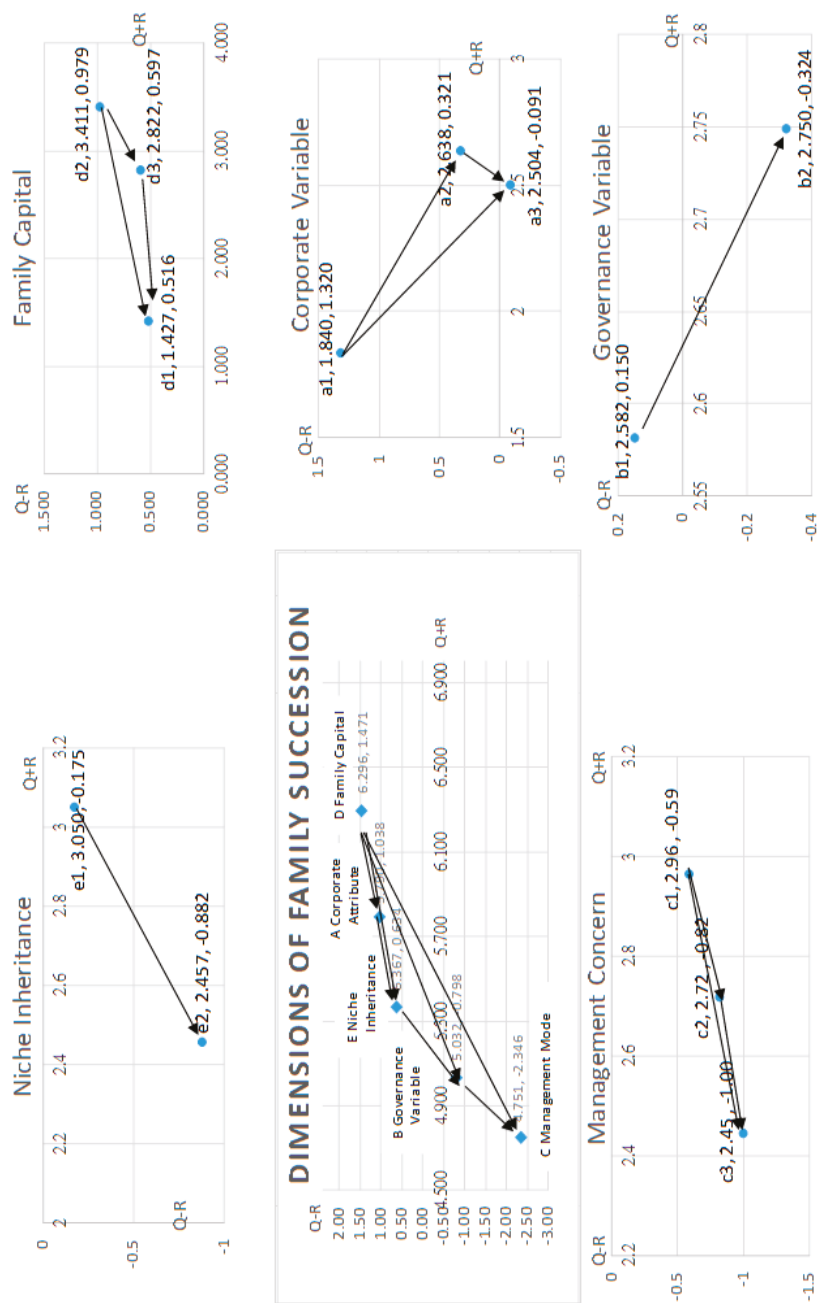 Niche Inheritance
Q+R
2
2.2
2.4
2.6
2.8
3
3.2
0
-0.5
-1
Q-R
e1, 3.050,-0.175
e2, 2.457, -0.882
Family Capital
Q-R
1.500
1.000
0.500
0.000
0.000
1.000
2.000
3.000
4.000
Q+R
d2, 3.411, 0.979
d3, 2.822, 0.597
d1, 1.427, 0.516
DIMENSIONS OF FAMILY SUCCESSION
Q-R
2.00
1.50
1.00
0.50
0.00
-0.50
-1.00
-1.50
-2.00
-2.50
-3.00
4.500
4.900
5.700
6.100
6.500
6.900
Q+R
D Family Capital
6.296, 1.471
A Corporate
Attribute
1.038
E Niche
Inheritance
B Governance
Variable
5.032, -0.798
C Management Mode
4.751, -2.346
Corporate Variable
Q-R
1.5
1
0.5
0
-0.5
1.5
2
2.5
3
Q+R
a1, 1.840, 1.320
a2, 2.638, 0.321
a3, 2.504, -0.091
Management Concern
Q-R
0
-0.5
-1
-1.5
2.2
2.4
2.6
2.8
3
3.2
Q+R
c1, 2.96, -0.59
c2, 2.72, -0.82
c3, 2.45, -1.00
Governance Variable
Q-R
0.2
0
-0.2
-0.4
2.55
2.6
2.65
2.7
2.75
2.8
Q+R
b1, 2.582, 0.150
b2, 2.750, -0.324